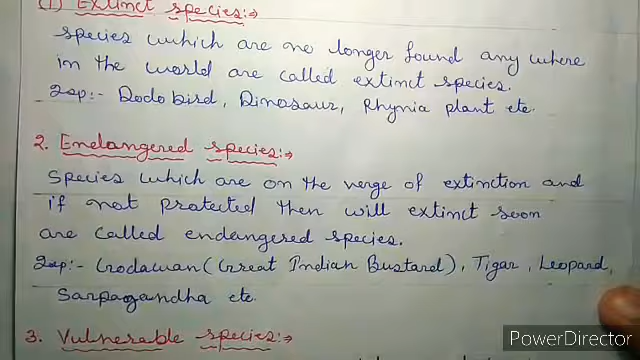 (1) Extinct species:→
Species which are no longer found any where
in the world are called extinct species.
Exp:- Dodo bird, Dinosaur, Rhynia plant etc.
2. Endangered species:→
Species which are on the verge of extinction and
if not protected then will extinct soon
are called endangered species.
Exp:- Godawan (Great Indian Bustard), Tigar, Leopard,
Sarpagandha etc.
3. Vulnerable species:→
PowerDirector